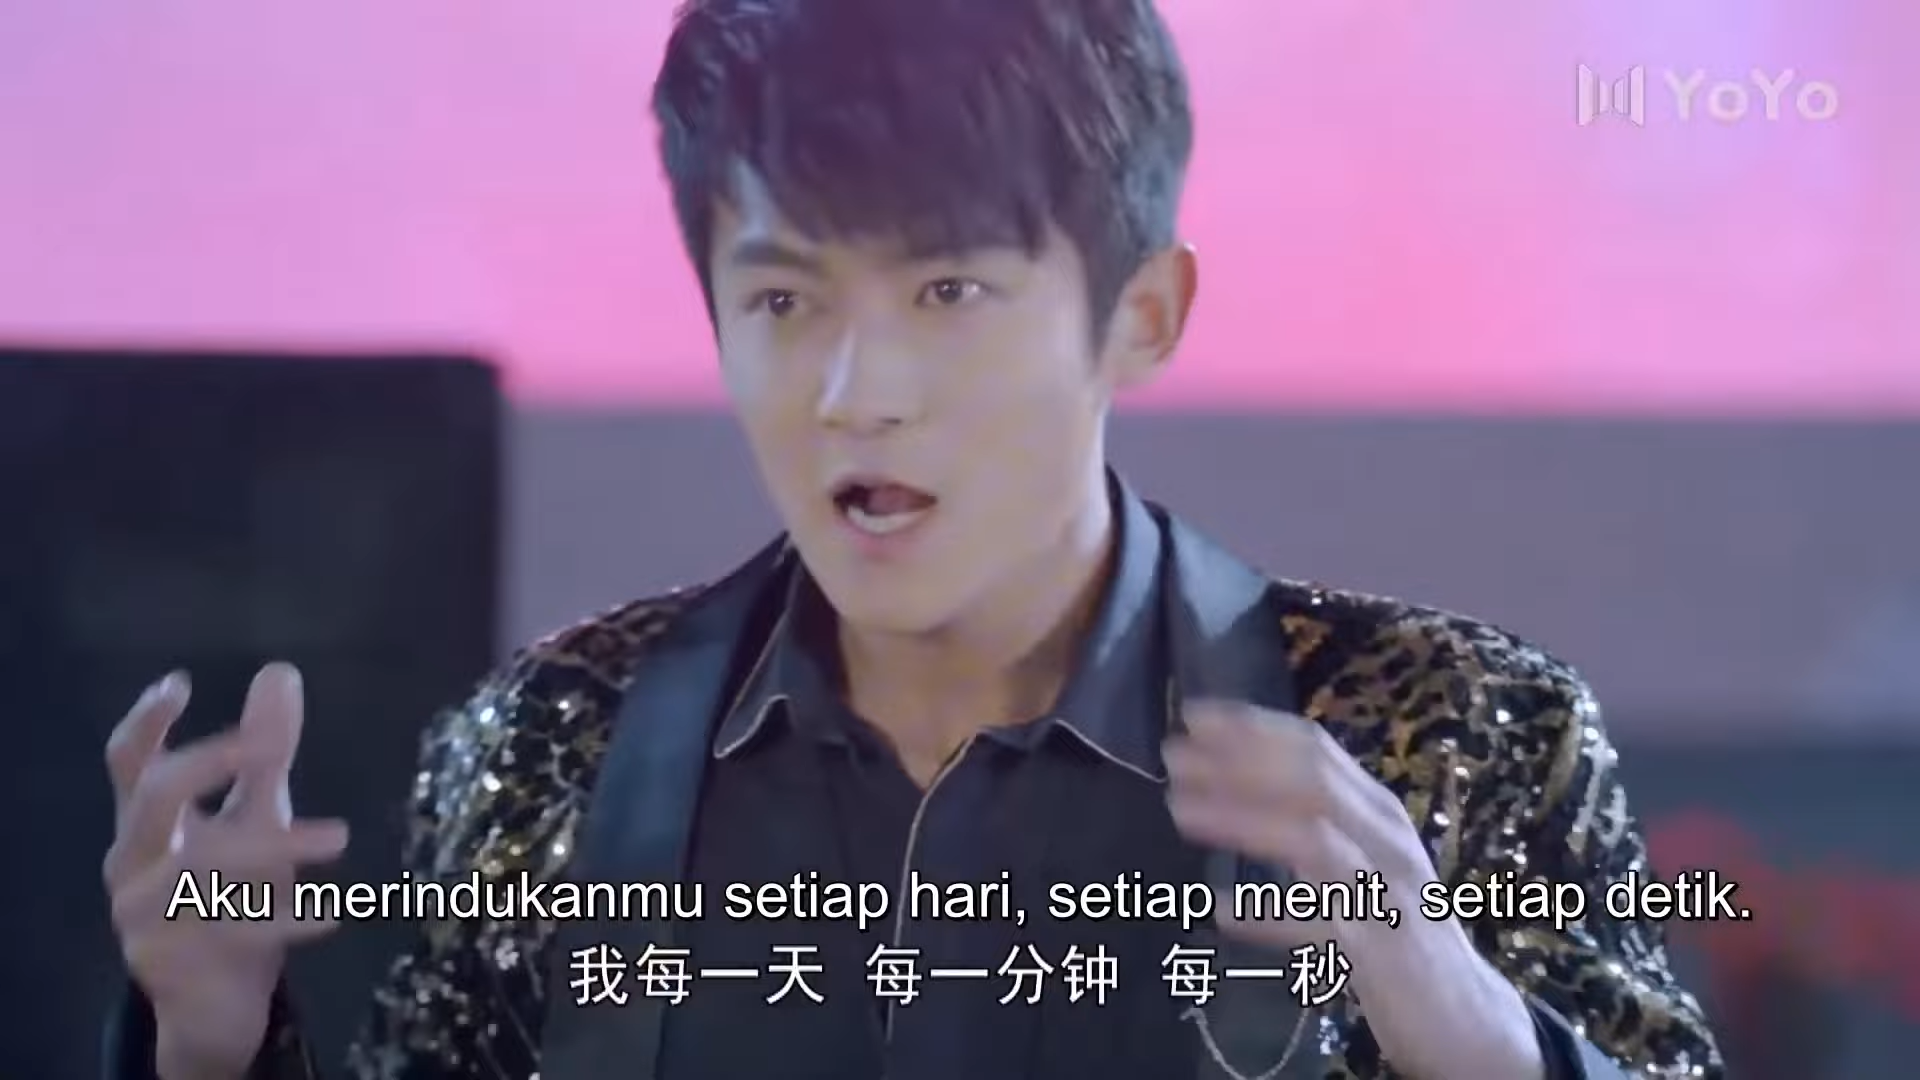 YoYo
Aku merindukanmu setiap hari, setiap menit, setiap detik.
我每一天 每一分钟 每一秒